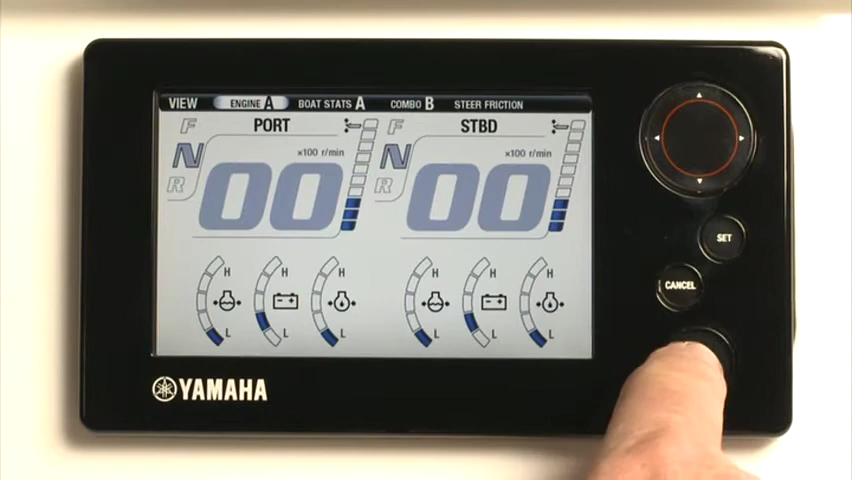 VIEW ENGINE A BOAT STATS A COMBO B STEER FRICTION
F PORT F STBD
N ×100 r/min N ×100 r/min
R 00 R 00
SET
H H H H H H
CANCEL
L L L L L L
YAMAHA